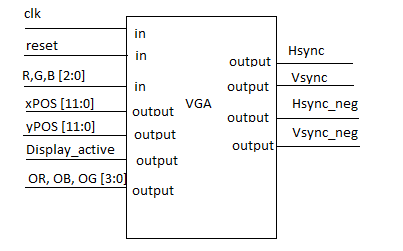 clk
in
reset
in
Hsync
output
R,G,B [2:0]
in
Vsync
output
xPOS [11:0]
output
VGA
Hsync_neg
output
yPOS [11:0]
output
Vsync_neg
output
Display_active
output
OR, OB, OG [3:0]
output